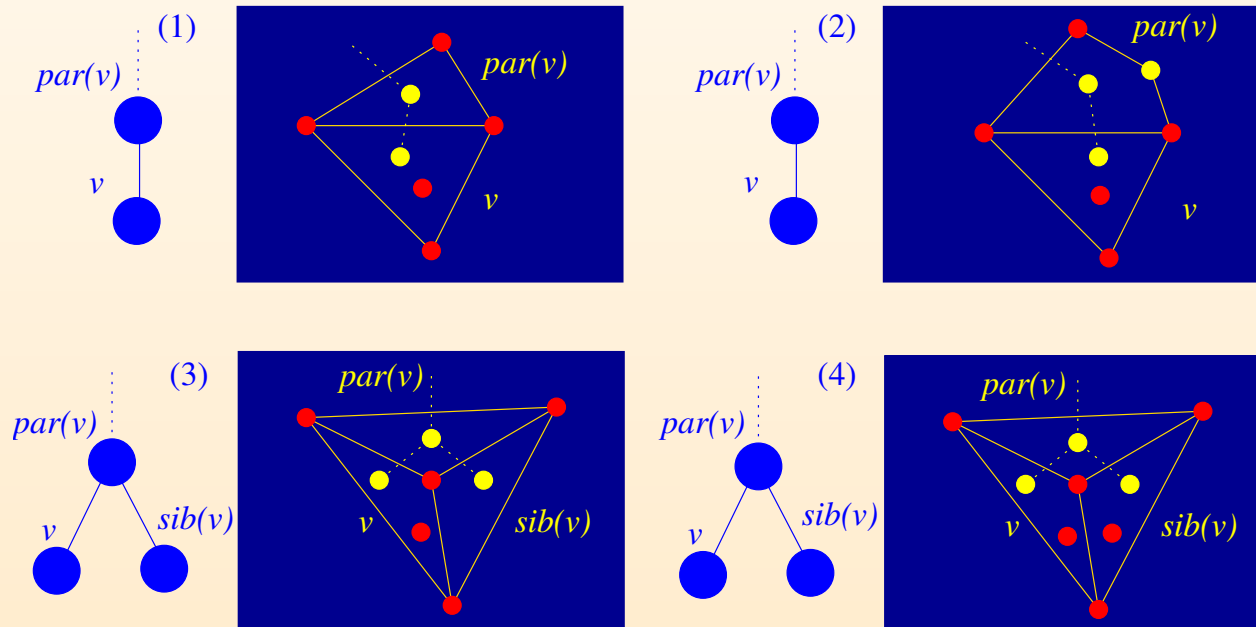 (1)
par(v)
v
par(v)
v
(2)
par(v)
v
par(v)
v
(3)
par(v)
v
sib(v)
par(v)
v
sib(v)
(4)
par(v)
v
sib(v)
par(v)
v
sib(v)